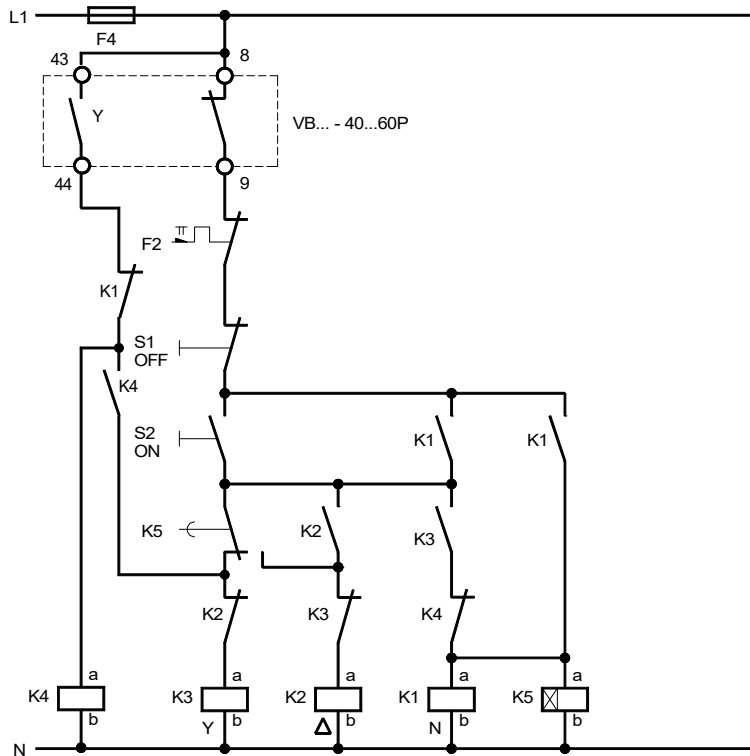 L1
F4
43
8
Y
VB... - 40...60P
44
9
F2
K1
S1
OFF
K4
S2
ON
K1
K1
K5
K2
K3
K2
K3
K4
a
a
a
a
a
K4
K3
K2
K1
K5
b
b
b
b
b
Y
Δ
N
N